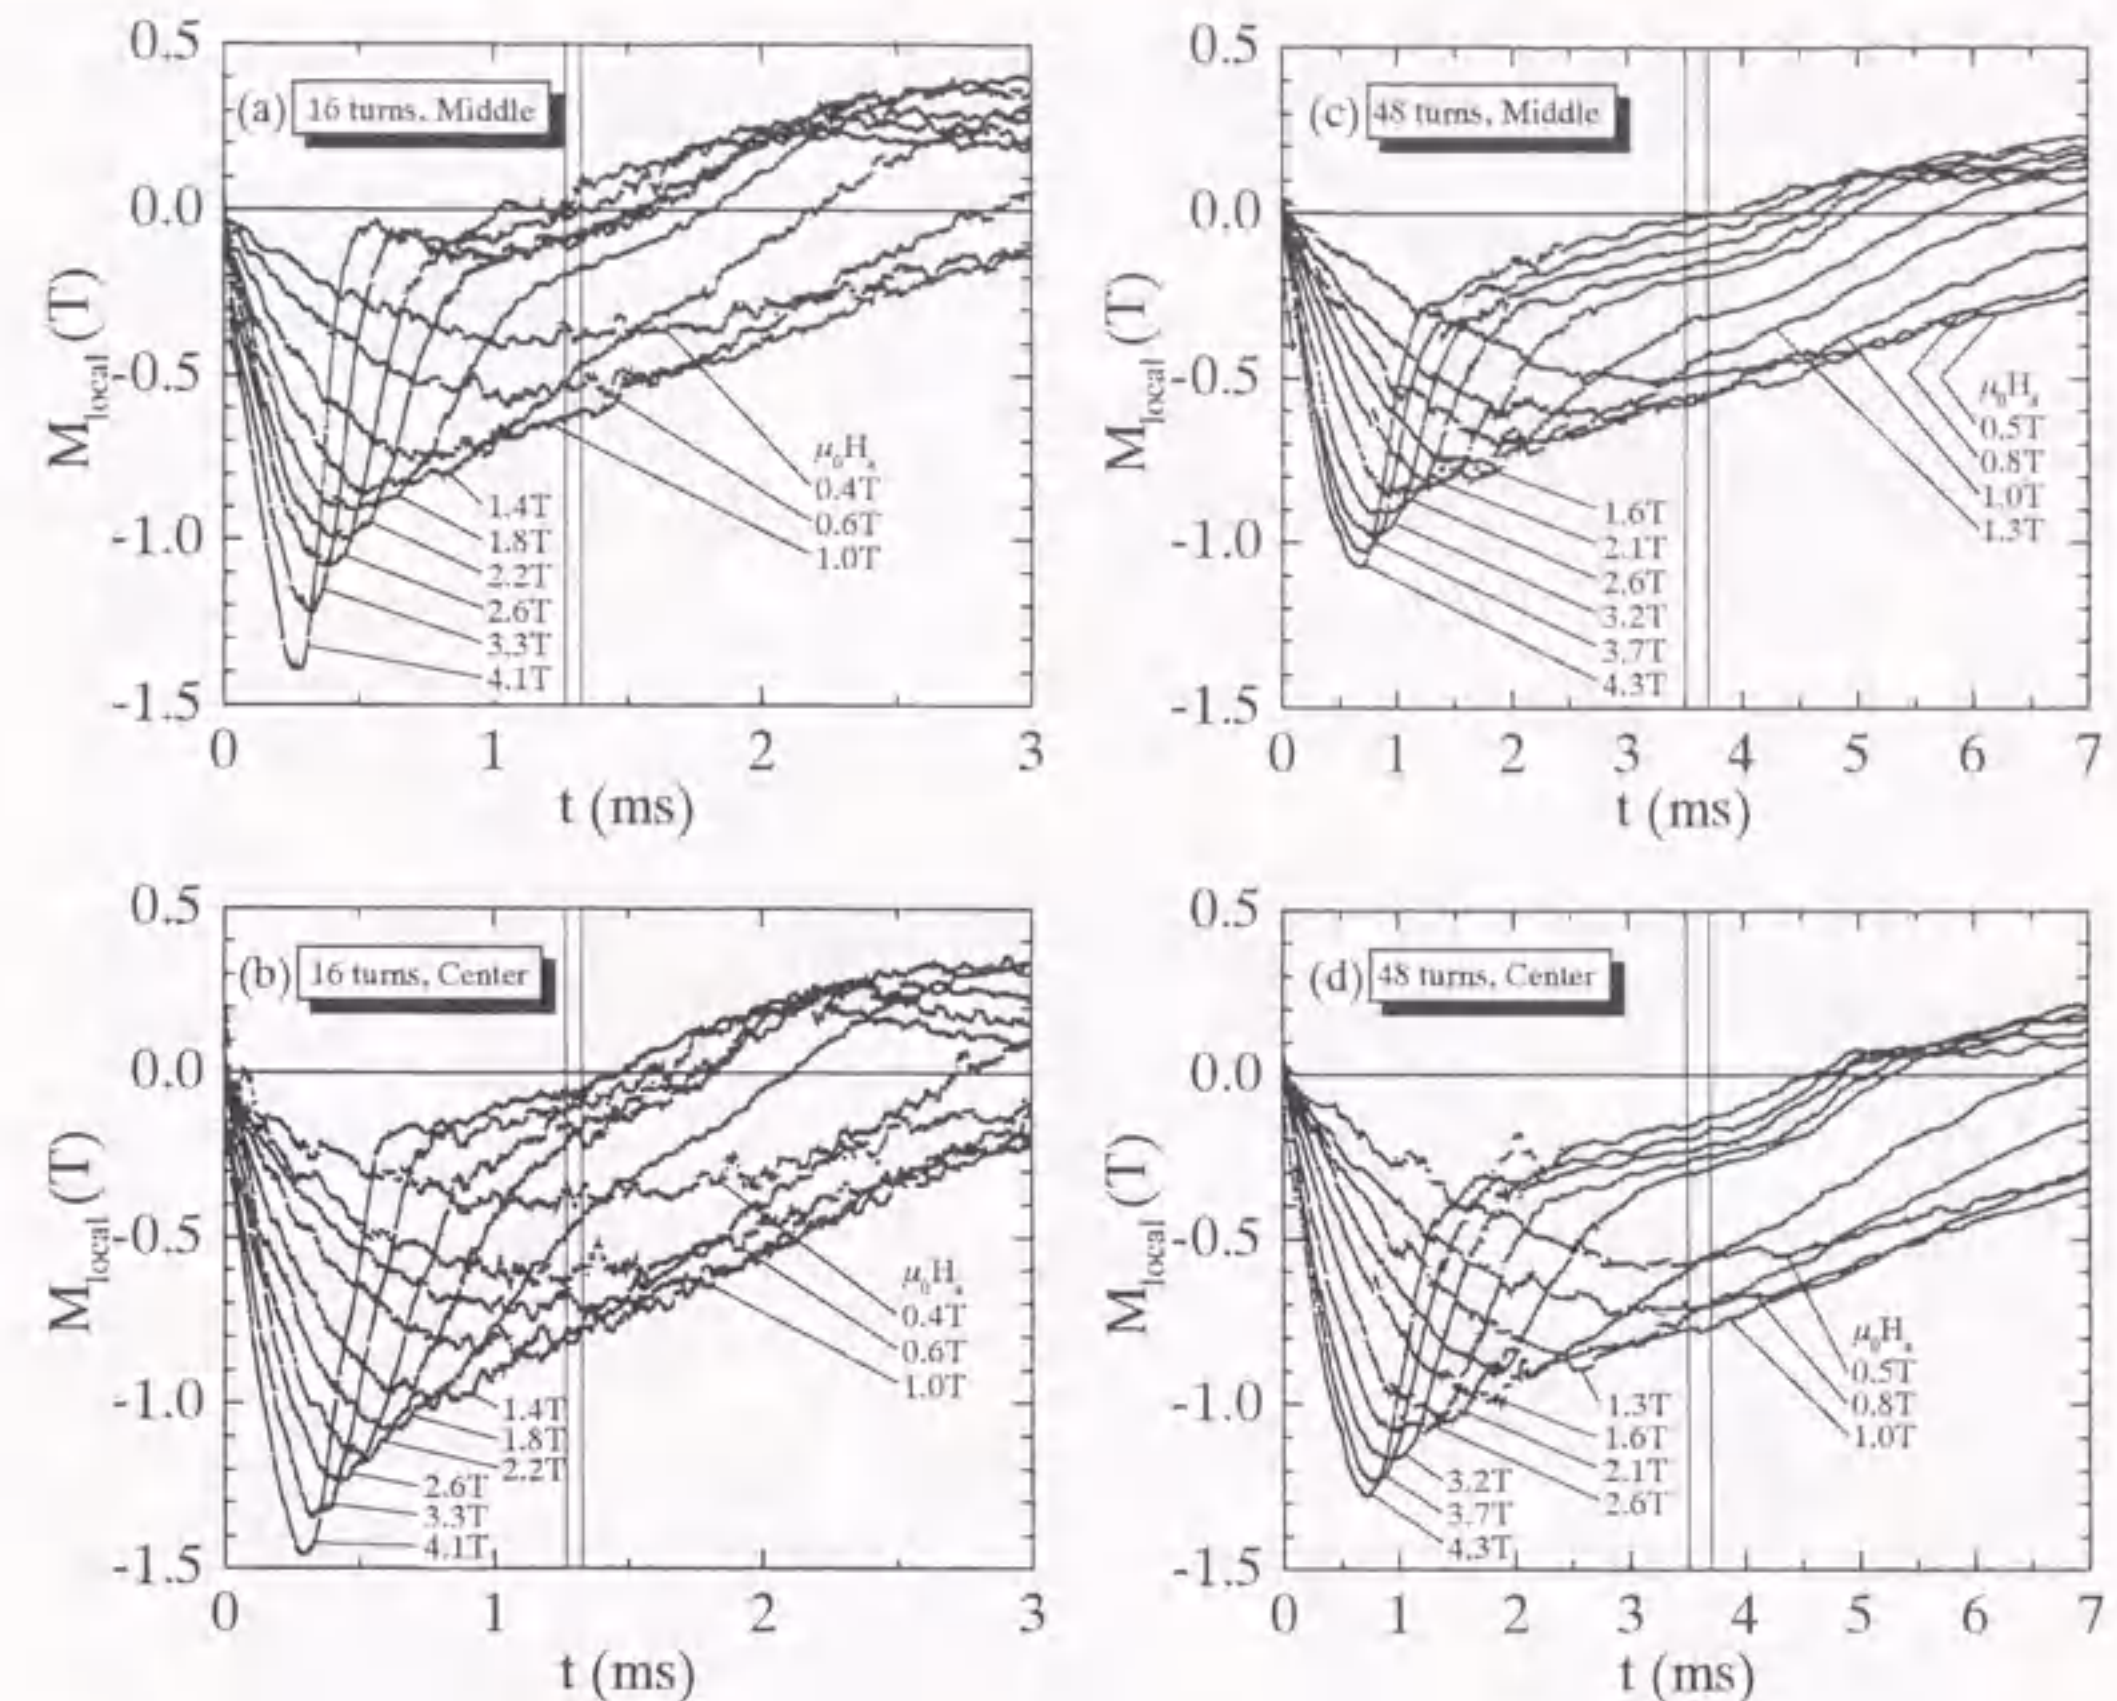 (a) 16 turns, Middle
0.5
0.0
-0.5
-1.0
-1.5
M_local (T)
0 1 2 3
t (ms)
μ₀Hₐ
0.4T
0.6T
1.0T
1.4T
1.8T
2.2T
2.6T
3.3T
4.1T
(c) 48 turns, Middle
0.5
0.0
-0.5
-1.0
-1.5
M_local (T)
0 1 2 3 4 5 6 7
t (ms)
μ₀Hₐ
0.5T
0.8T
1.0T
1.3T
1.6T
2.1T
2.6T
3.2T
3.7T
4.3T
(b) 16 turns, Center
0.5
0.0
-0.5
-1.0
-1.5
M_local (T)
0 1 2 3
t (ms)
μ₀Hₐ
0.4T
0.6T
1.0T
1.4T
1.8T
2.2T
2.6T
3.3T
4.1T
(d) 48 turns, Center
0.5
0.0
-0.5
-1.0
-1.5
M_local (T)
0 1 2 3 4 5 6 7
t (ms)
μ₀Hₐ
0.5T
0.8T
1.0T
1.3T
1.6T
2.1T
2.6T
3.2T
3.7T
4.3T